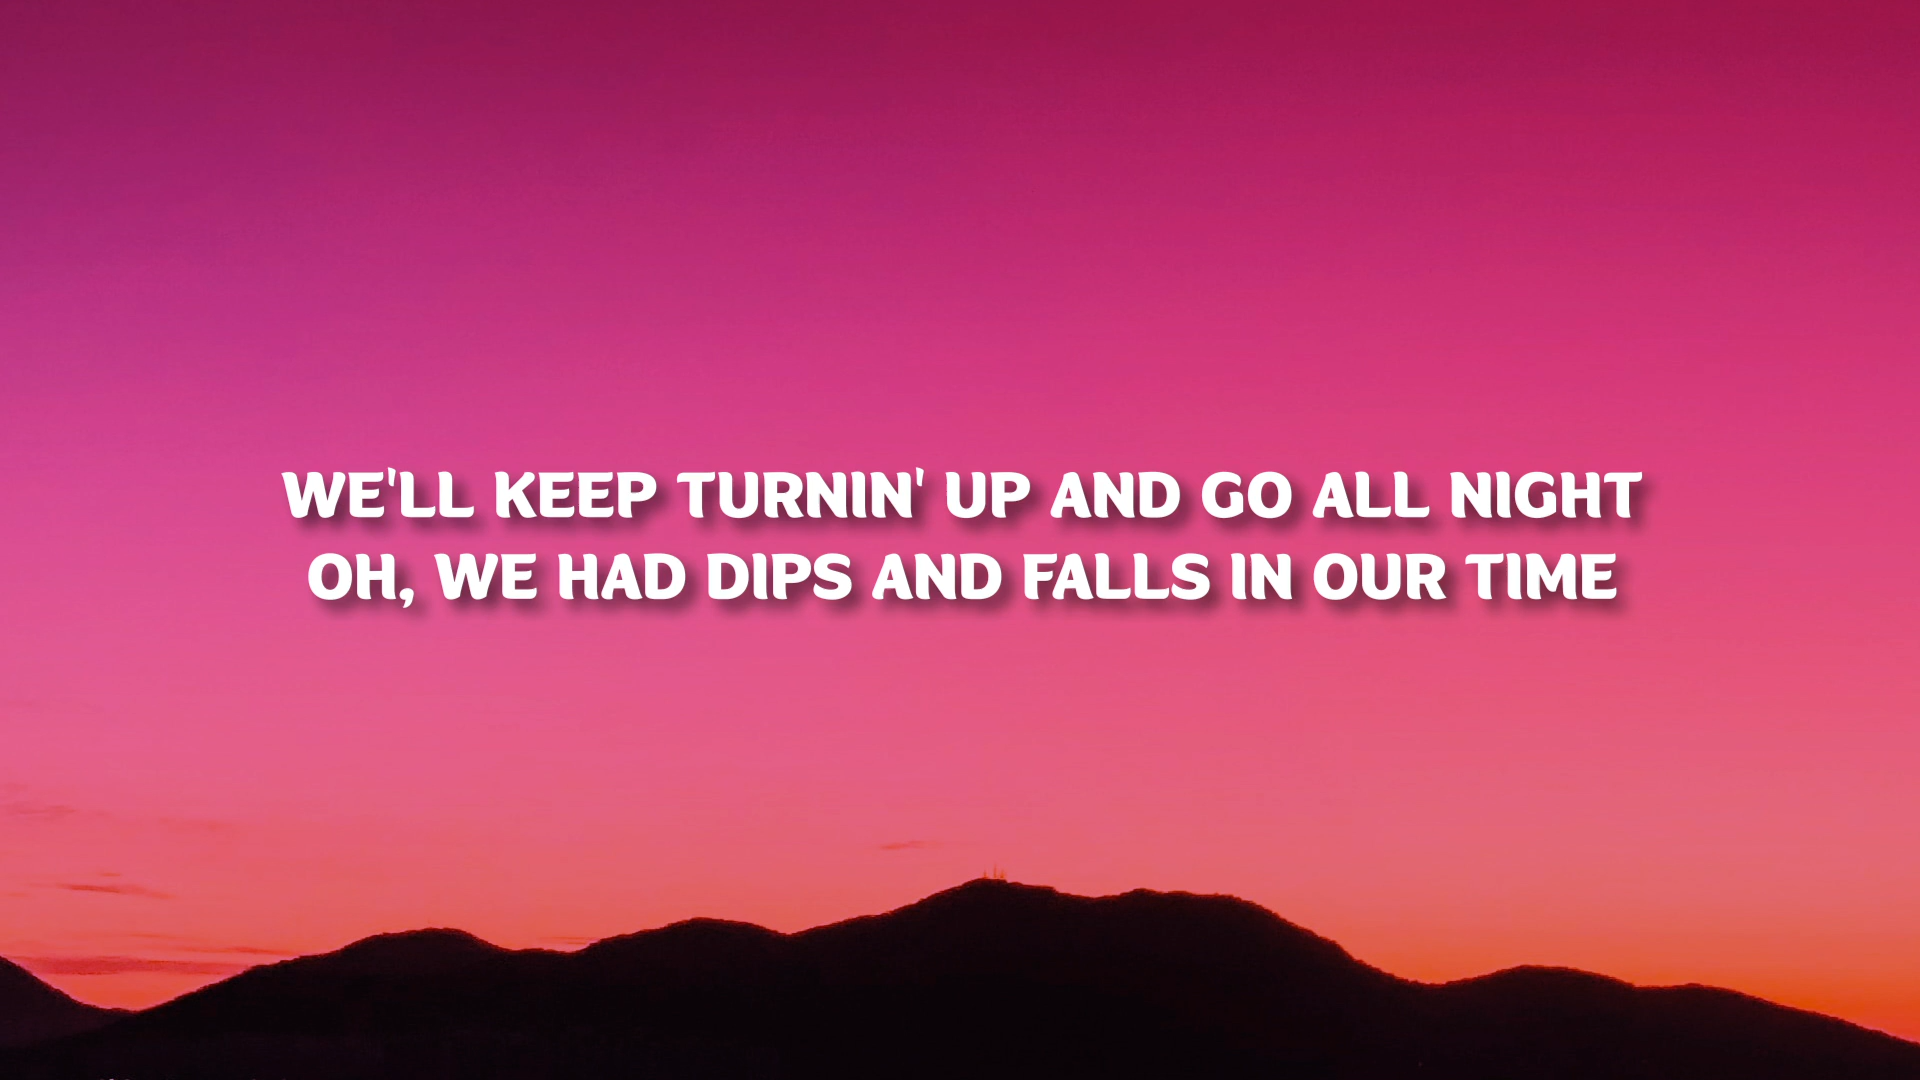 WE'LL KEEP TURNIN' UP AND GO ALL NIGHT
OH, WE HAD DIPS AND FALLS IN OUR TIME